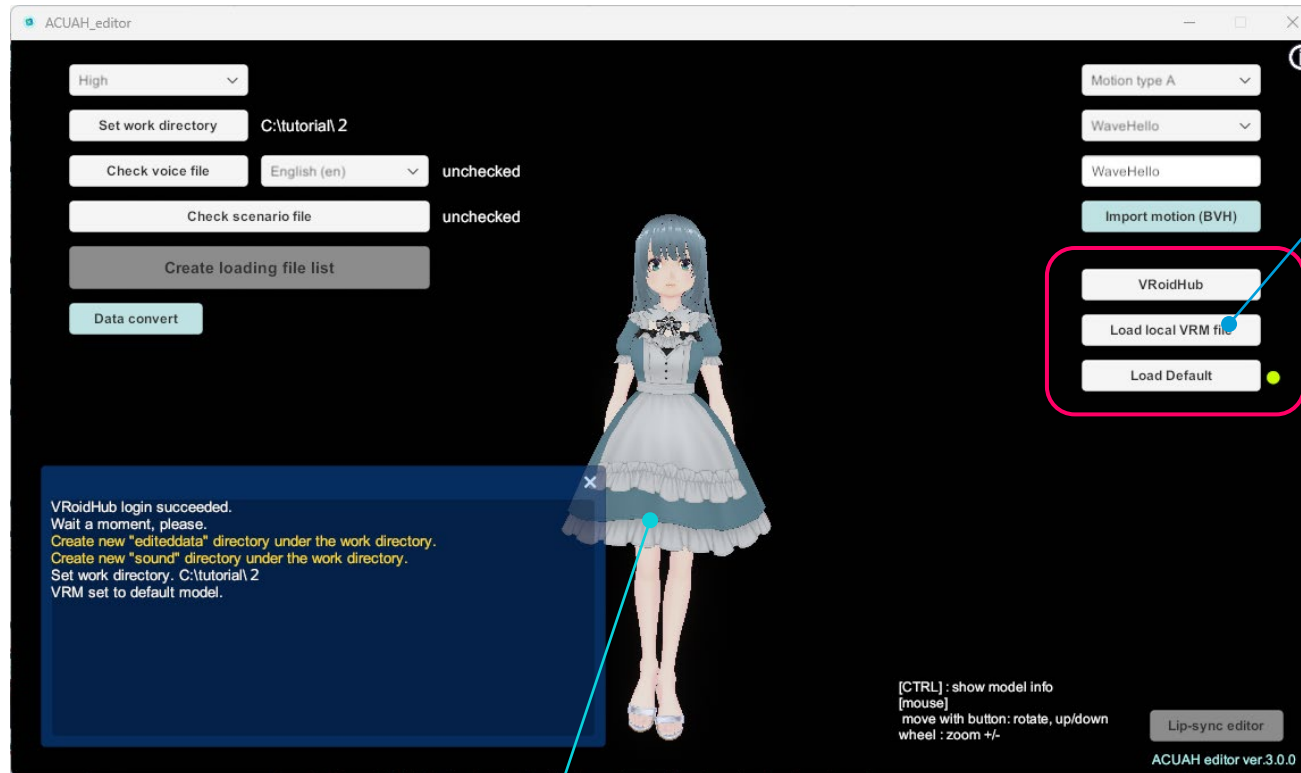 ACUAH_editor
High
Set work directory C:\tutorial\ 2
Check voice file English (en) unchecked
Check scenario file unchecked
Create loading file list
Data convert
Motion type A
WaveHello
WaveHello
Import motion (BVH)
VRoidHub
Load local VRM file
Load Default
VRoidHub login succeeded.
Wait a moment, please.
Create new "editeddata" directory under the work directory.
Create new "sound" directory under the work directory.
Set work directory. C:\tutorial\ 2
VRM set to default model.
[CTRL] : show model info
[mouse]
move with button: rotate, up/down
wheel : zoom +/-
Lip-sync editor
ACUAH editor ver.3.0.0